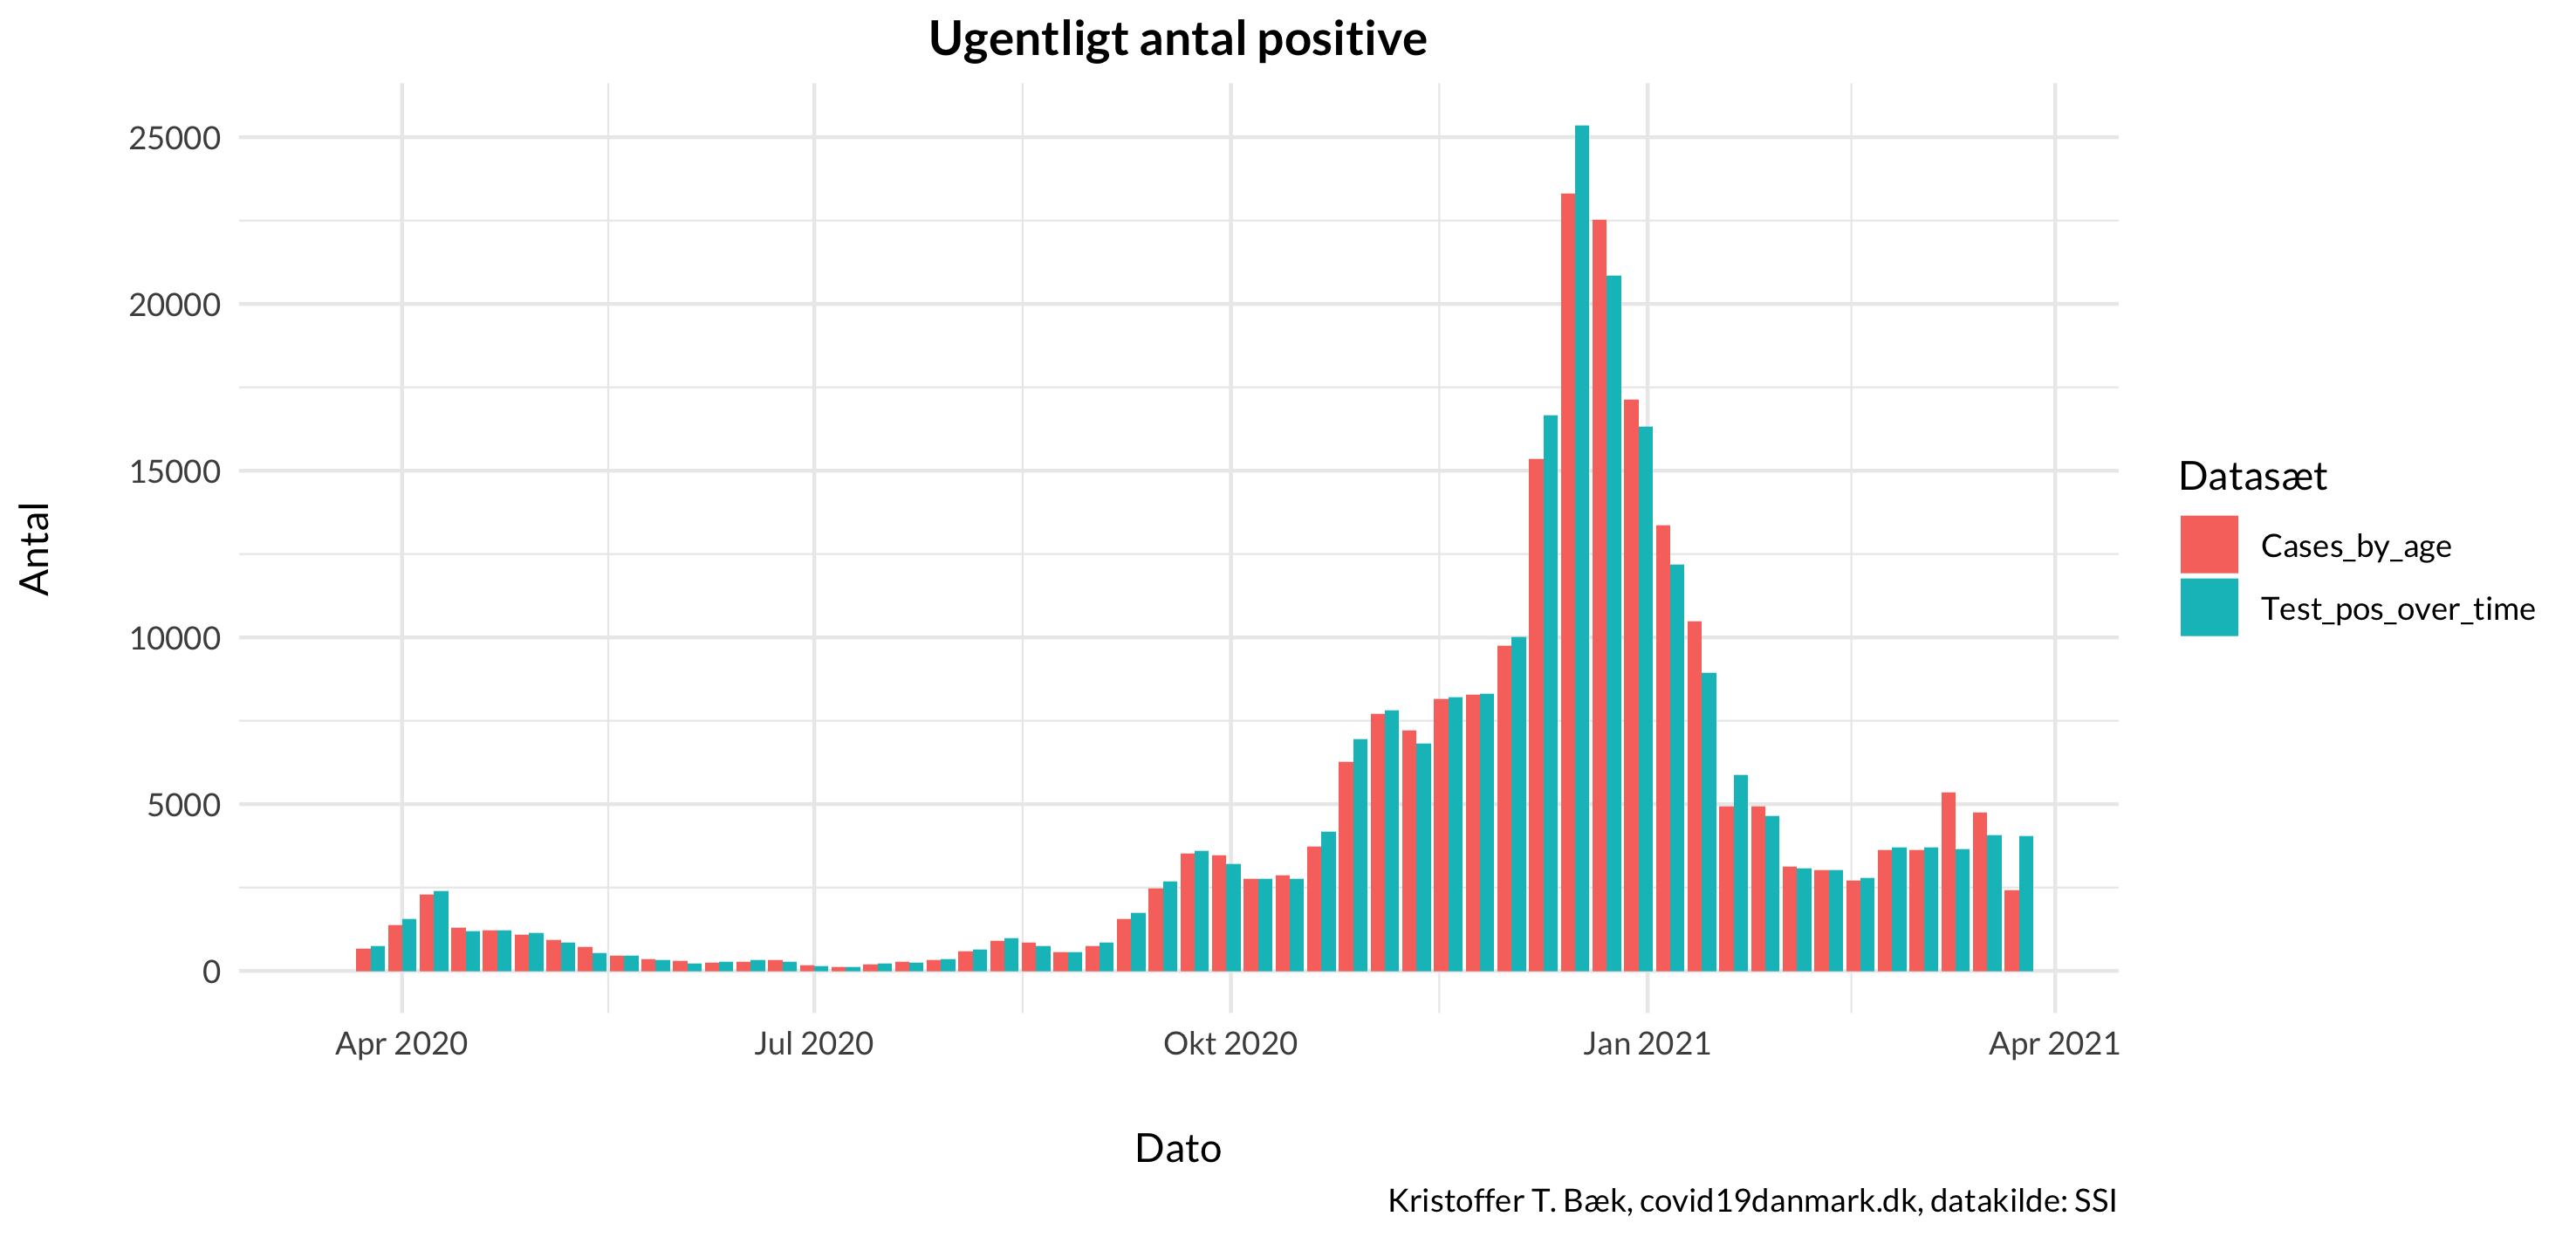 Ugentligt antal positive
25000
20000
15000
10000
5000
0
Antal
Apr 2020
Jul 2020
Okt 2020
Jan 2021
Apr 2021
Dato
Datasæt
Cases_by_age
Test_pos_over_time
Kristoffer T. Bæk, covid19danmark.dk, datakilde: SSI